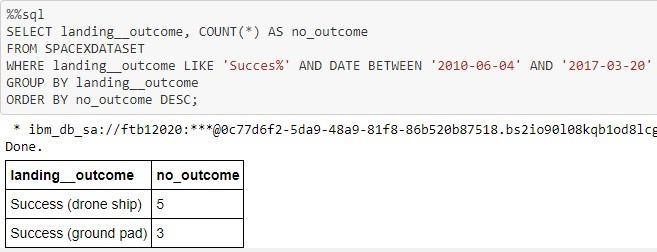 %%sql
SELECT landing__outcome, COUNT(*) AS no_outcome
FROM SPACEXDATASET
WHERE landing__outcome LIKE 'Succes%' AND DATE BETWEEN '2010-06-04' AND '2017-03-20'
GROUP BY landing__outcome
ORDER BY no_outcome DESC;
* ibm_db_sa://ftb12020:***@0c77d6f2-5da9-48a9-81f8-86b520b87518.bs2io90l08kqb1od8lcg
Done.
landing__outcome no_outcome
Success (drone ship) 5
Success (ground pad) 3